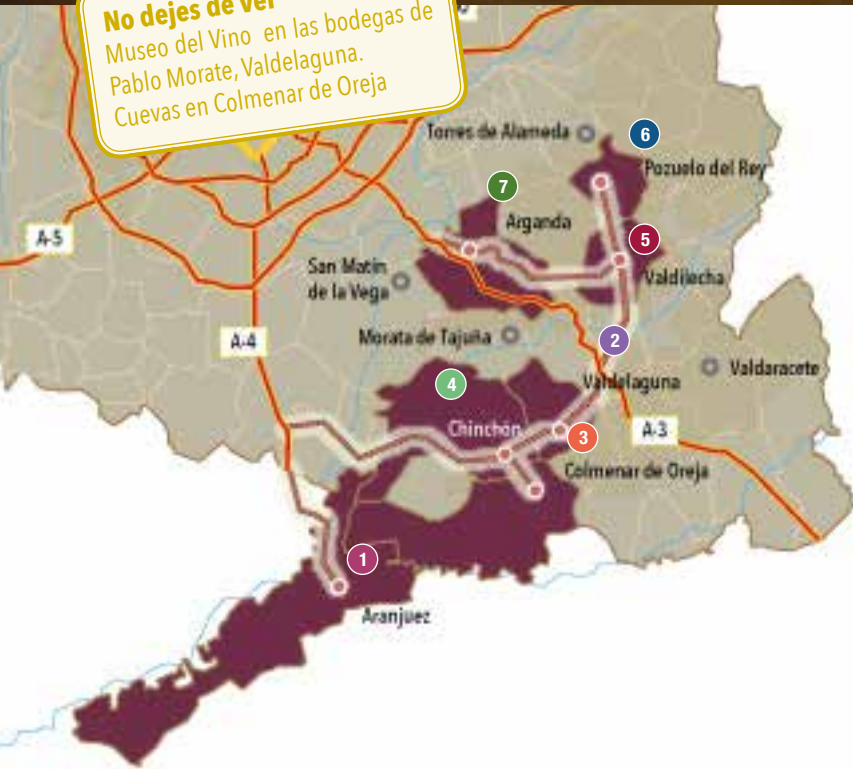 No dejes de ver
Museo del Vino en las bodegas de
Pablo Morate, Valdelaguna.
Cuevas en Colmenar de Oreja
Torres de Alameda
6
Pozuelo del Rey
7
Arganda
5
A-5
San Matín
de la Vega
Valdilecha
A-4
Morata de Tajuña
2
Valdaracete
4
Valdelaguna
Chinchón
3
A-3
Colmenar de Oreja
1
Aranjuez